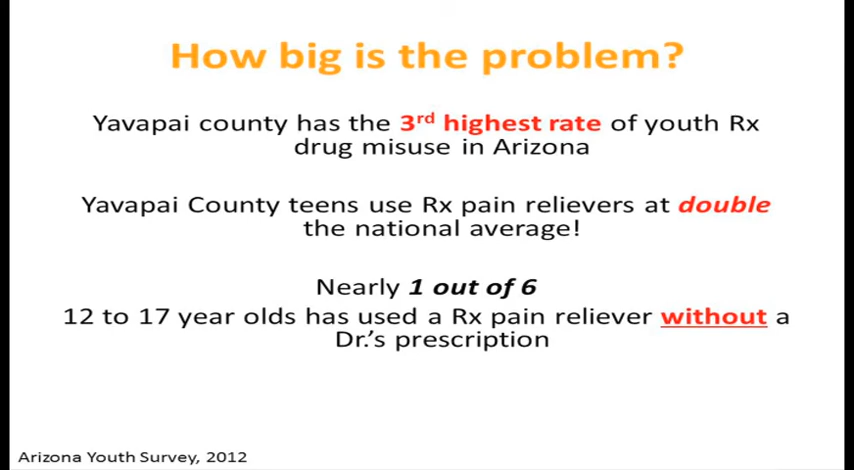 How big is the problem?
Yavapai county has the 3rd highest rate of youth Rx
drug misuse in Arizona
Yavapai County teens use Rx pain relievers at double
the national average!
Nearly 1 out of 6
12 to 17 year olds has used a Rx pain reliever without a
Dr.’s prescription
Arizona Youth Survey, 2012